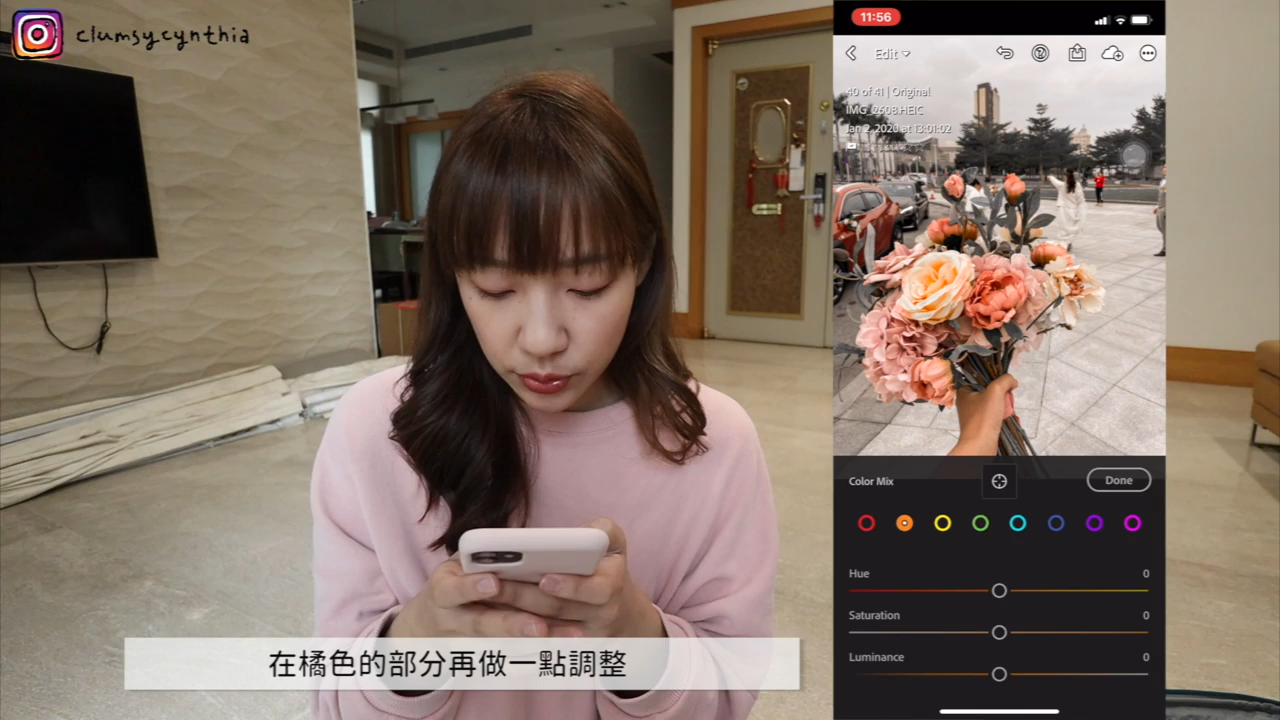 clumsycynthia
11:56
Edit
40 of 41 | Original
IMG_2608.HEIC
Jan 2, 2020 at 13:01:02
Color Mix
Done
Hue 0
Saturation 0
Luminance 0
在橘色的部分再做一點調整